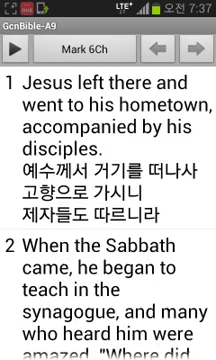 LTE 오전 7:37
GcnBible-A9
Mark 6Ch
1 Jesus left there and
went to his hometown,
accompanied by his
disciples.
예수께서 거기를 떠나사
고향으로 가시니
제자들도 따르니라
2 When the Sabbath
came, he began to
teach in the
synagogue, and many
who heard him were
amazed. "Where did